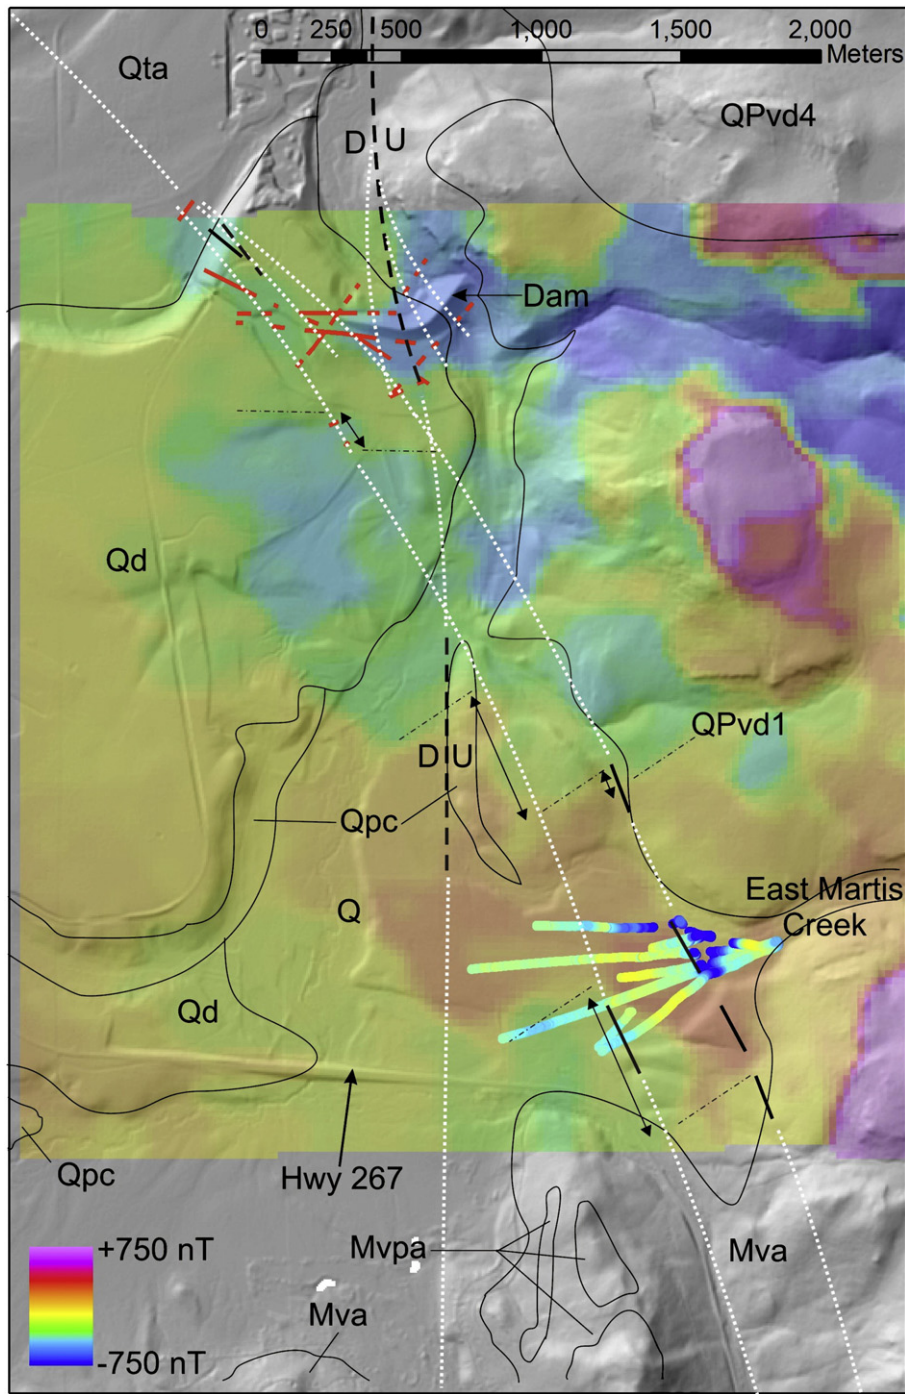 0 250 500 1,000 1,500 2,000
Meters
Qta
QPvd4
D U
Dam
Qd
QPvd1
D U
Qpc
East Martis
Creek
Q
Qd
Qpc
Hwy 267
+750 nT
-750 nT
Mvpa
Mva
Mva